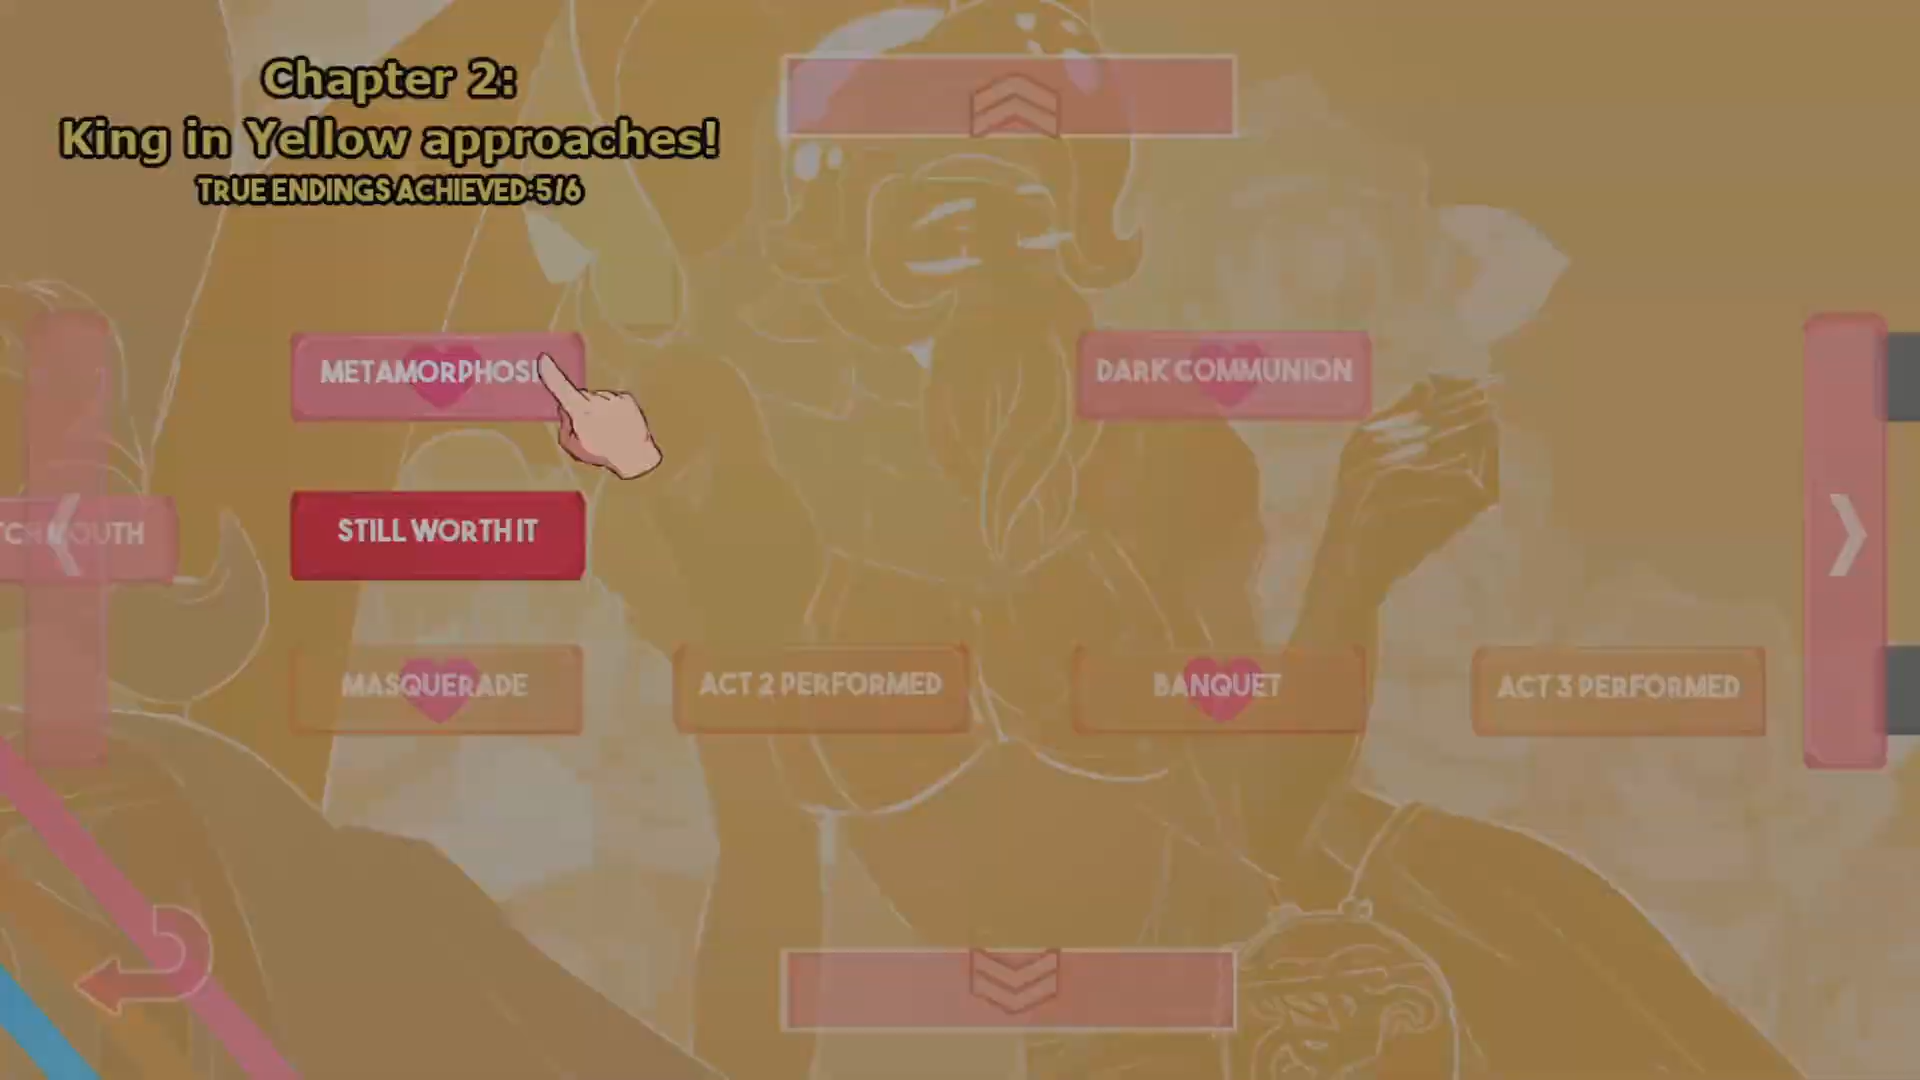 Chapter 2:
King in Yellow approaches!
TRUE ENDINGS ACHIEVED:5/6
METAMORPHOSI
DARK COMMUNION
STILL WORTH IT
MASQUERADE
ACT 2 PERFORMED
BANQUET
ACT 3 PERFORMED